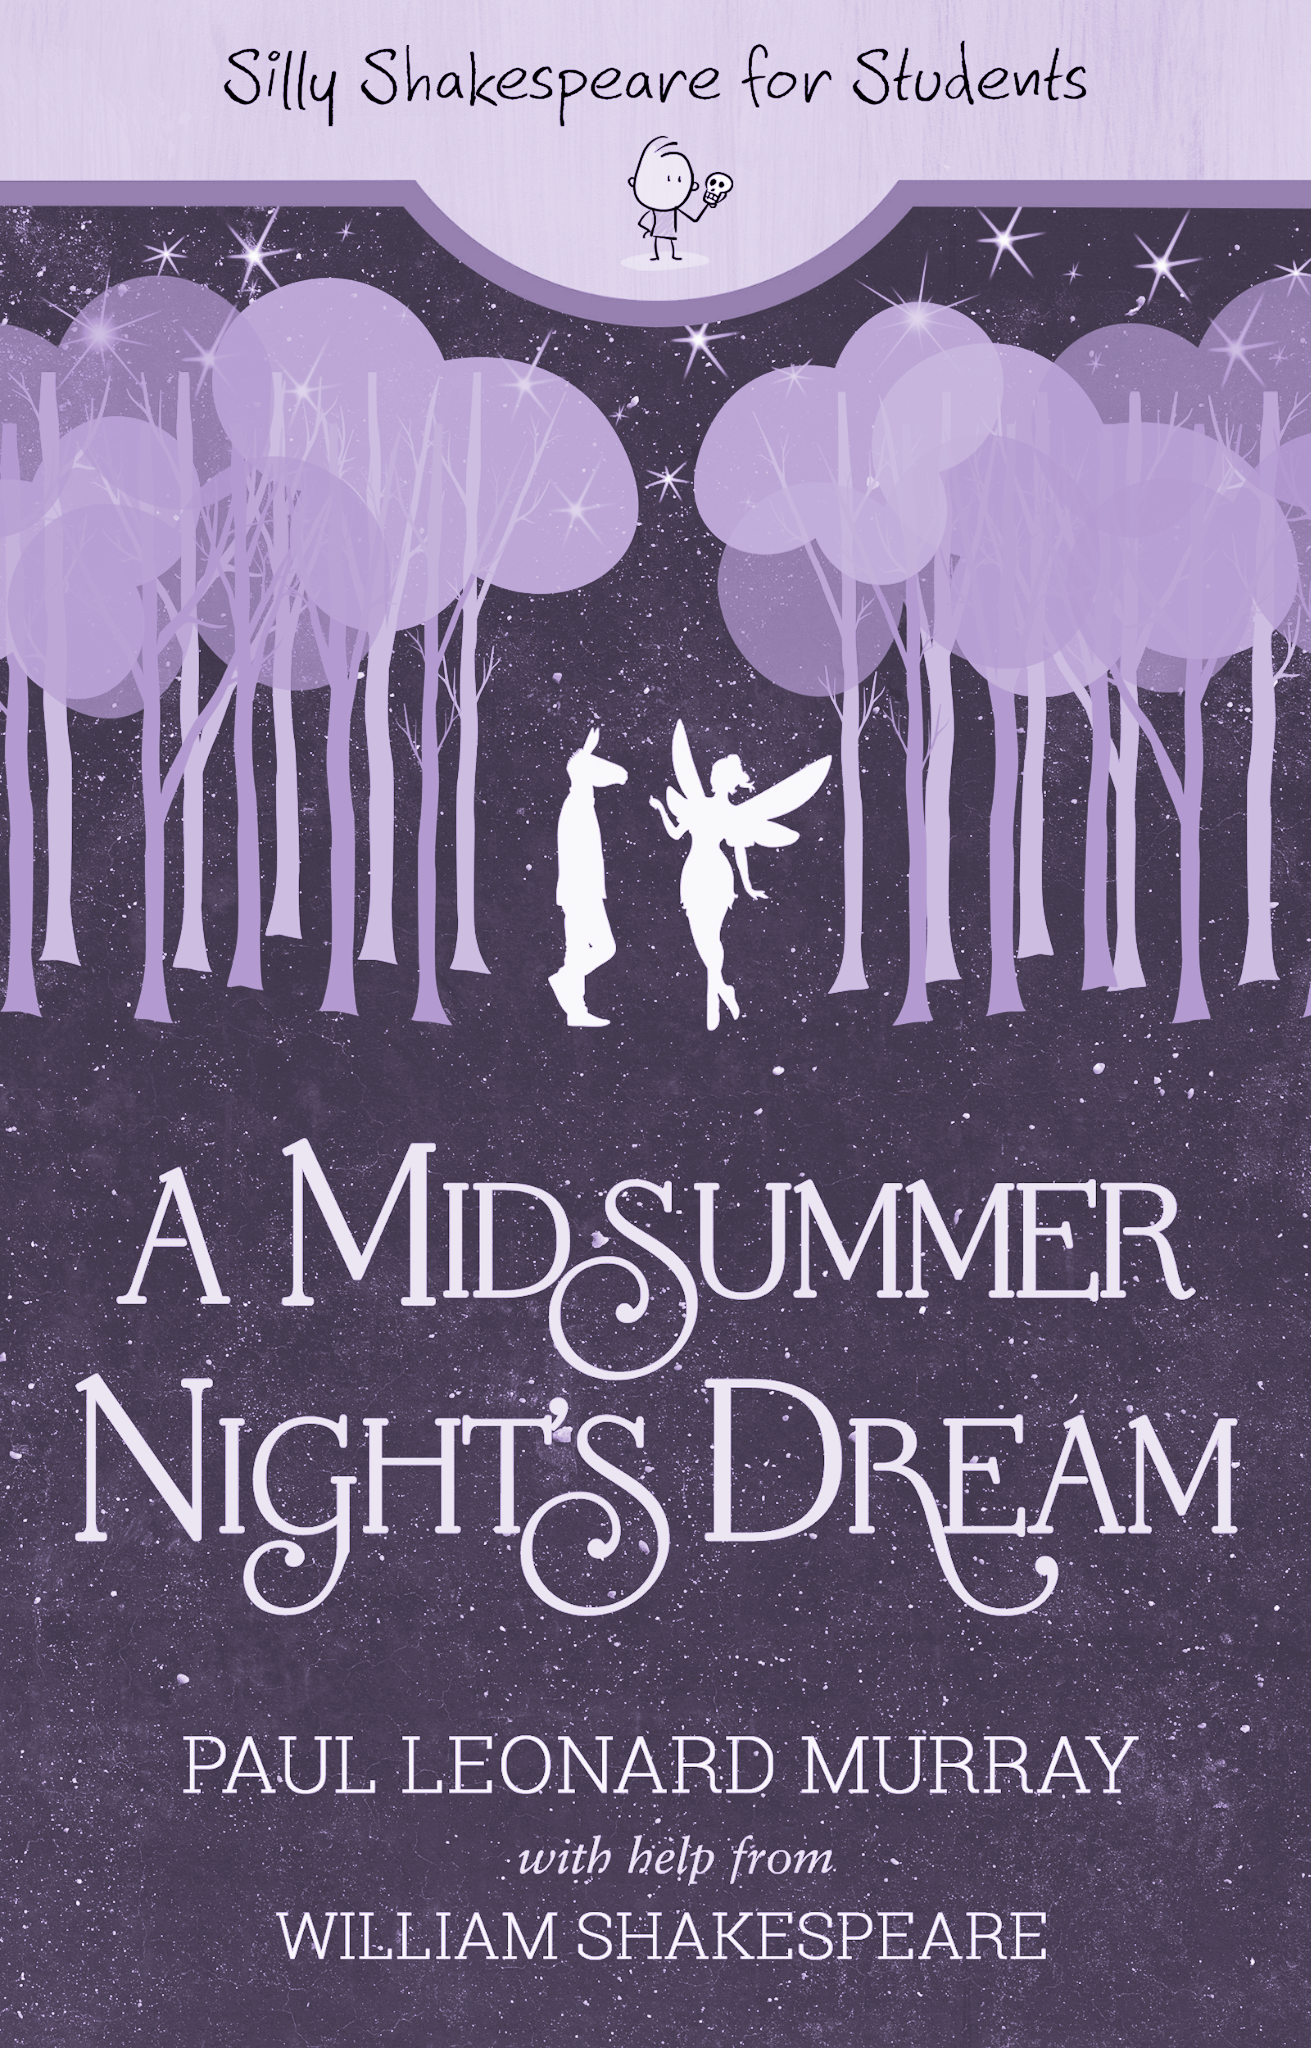 Silly Shakespeare for Students
A MIDSUMMER
NIGHT'S DREAM
PAUL LEONARD MURRAY
with help from
WILLIAM SHAKESPEARE